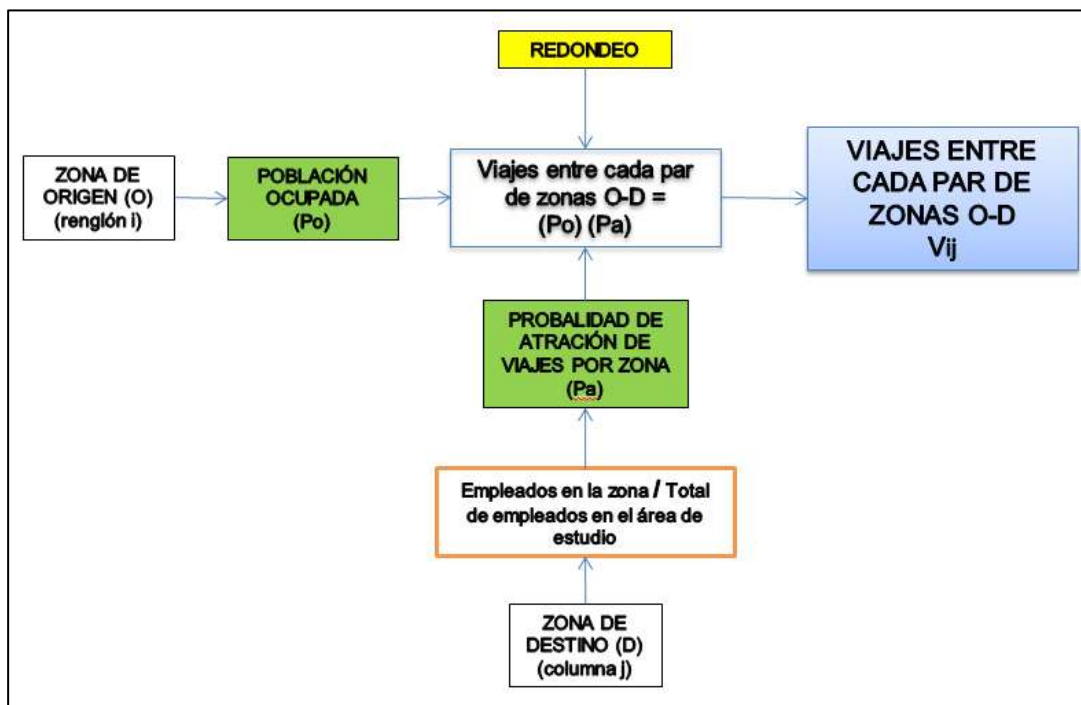 REDONDEO
ZONA DE
ORIGEN (O)
(renglón i)
POBLACIÓN
OCUPADA
(Po)
Viajes entre cada par
de zonas O-D =
(Po) (Pa)
VIAJES ENTRE
CADA PAR DE
ZONAS O-D
Vij
PROBALIDAD DE
ATRACIÓN DE
VIAJES POR ZONA
(Pa)
Empleados en la zona / Total
de empleados en el área de
estudio
ZONA DE
DESTINO (D)
(columna j)